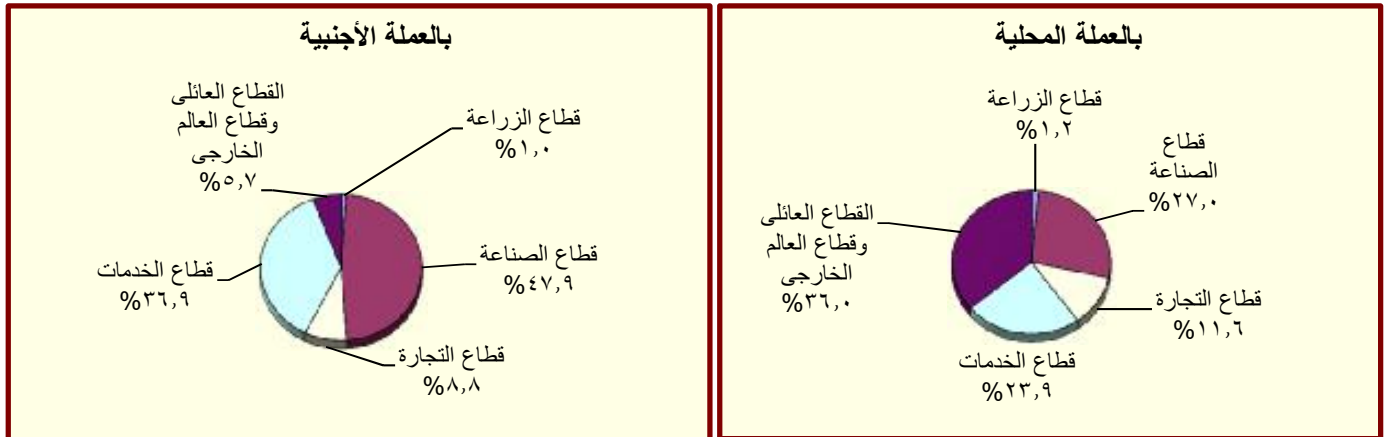 بالعملة المحلية
قطاع الزراعة
%١,٢
قطاع
الصناعة
%٢٧,٠
قطاع التجارة
%١١,٦
قطاع الخدمات
%٢٣,٩
القطاع العائلى
وقطاع العالم
الخارجى
%٣٦,٠
بالعملة الأجنبية
قطاع الزراعة
%١,٠
قطاع الصناعة
%٤٧,٩
قطاع التجارة
%٨,٨
قطاع الخدمات
%٣٦,٩
القطاع العائلى
وقطاع العالم
الخارجى
%٥,٧